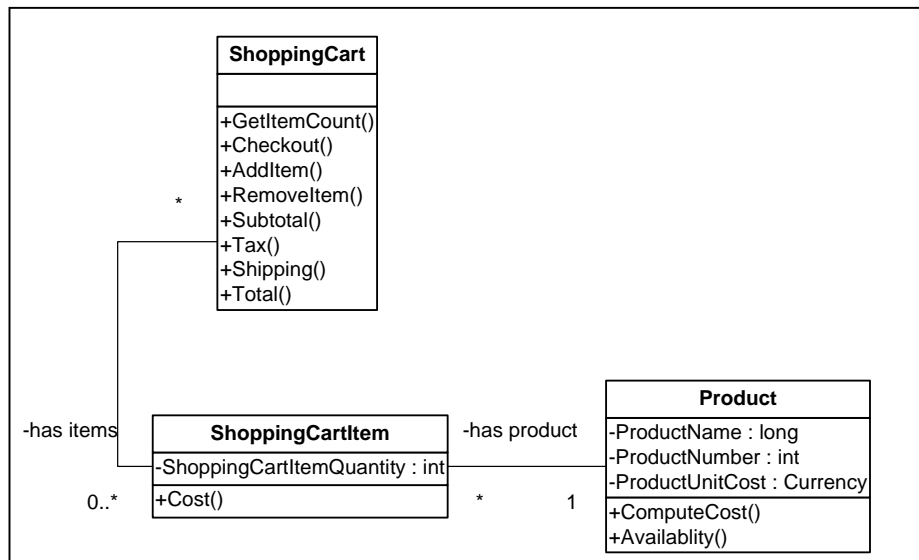 ShoppingCart
+GetItemCount()
+Checkout()
+AddItem()
+RemoveItem()
+Subtotal()
+Tax()
+Shipping()
+Total()
*
-has items
0..*
ShoppingCartItem
-ShoppingCartItemQuantity : int
+Cost()
-has product
*
1
Product
-ProductName : long
-ProductNumber : int
-ProductUnitCost : Currency
+ComputeCost()
+Availablity()